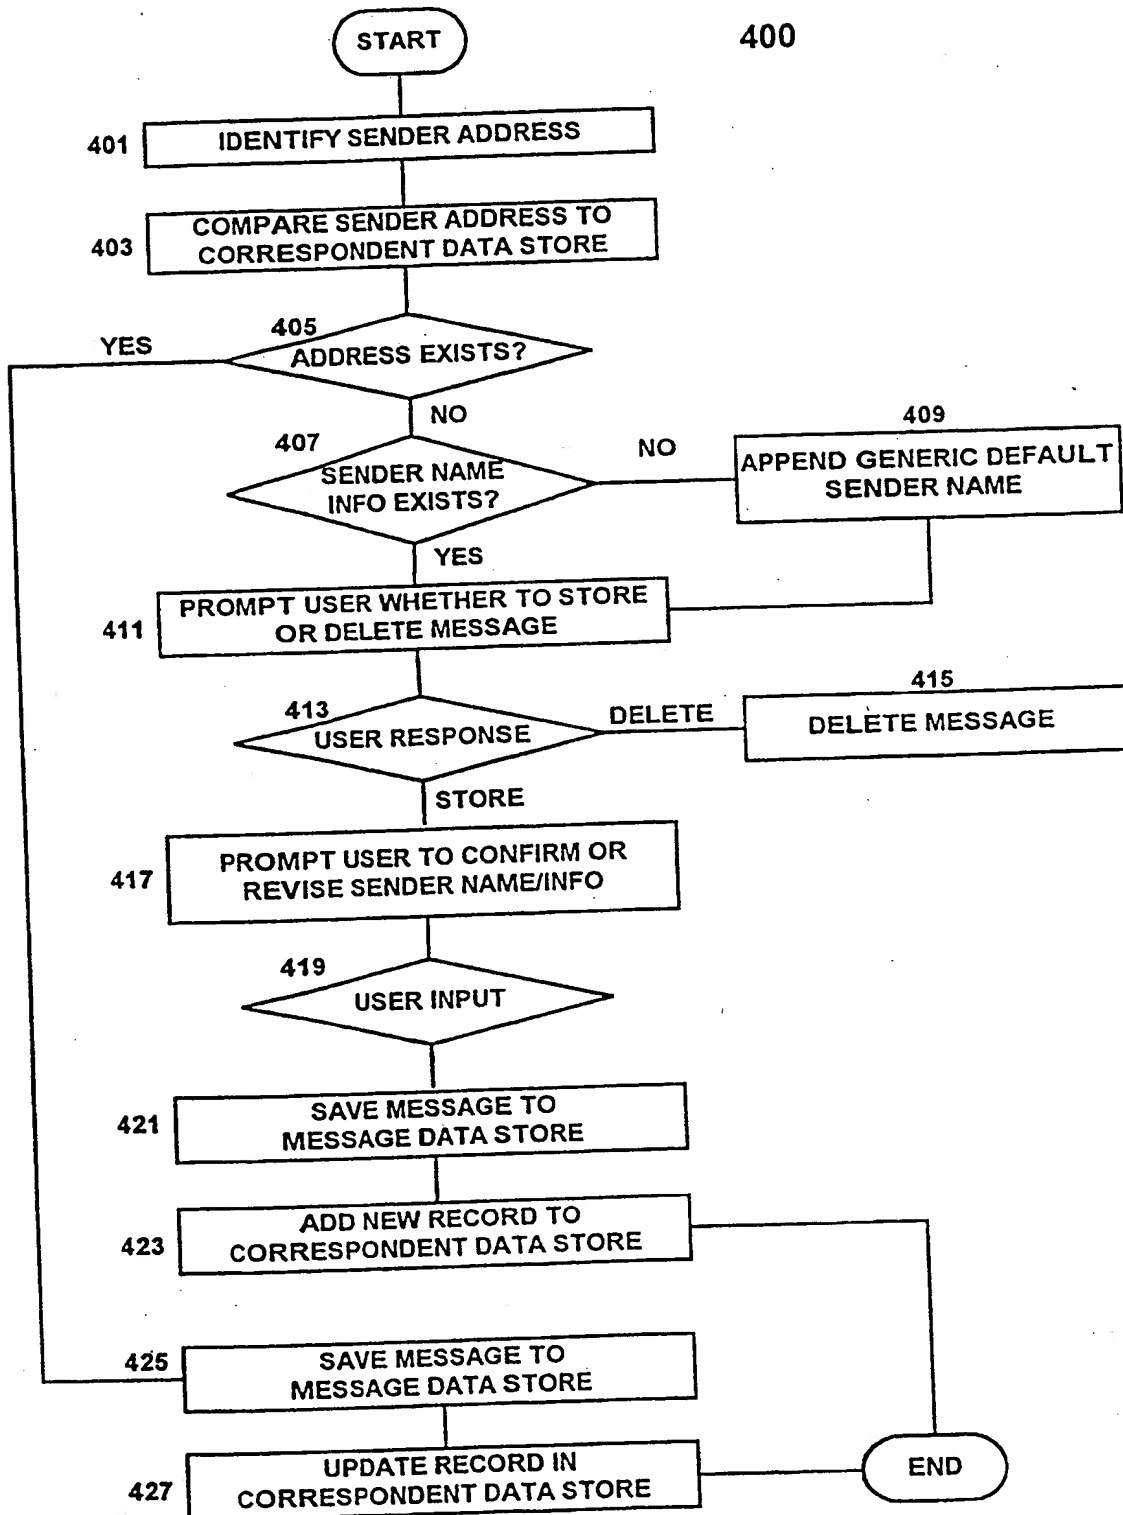 START
400
401
IDENTIFY SENDER ADDRESS
403
COMPARE SENDER ADDRESS TO
CORRESPONDENT DATA STORE
405
YES
ADDRESS EXISTS?
NO
407
SENDER NAME
INFO EXISTS?
NO
409
APPEND GENERIC DEFAULT
SENDER NAME
YES
411
PROMPT USER WHETHER TO STORE
OR DELETE MESSAGE
413
USER RESPONSE
DELETE
415
DELETE MESSAGE
STORE
417
PROMPT USER TO CONFIRM OR
REVISE SENDER NAME/INFO
419
USER INPUT
421
SAVE MESSAGE TO
MESSAGE DATA STORE
423
ADD NEW RECORD TO
CORRESPONDENT DATA STORE
425
SAVE MESSAGE TO
MESSAGE DATA STORE
427
UPDATE RECORD IN
CORRESPONDENT DATA STORE
END